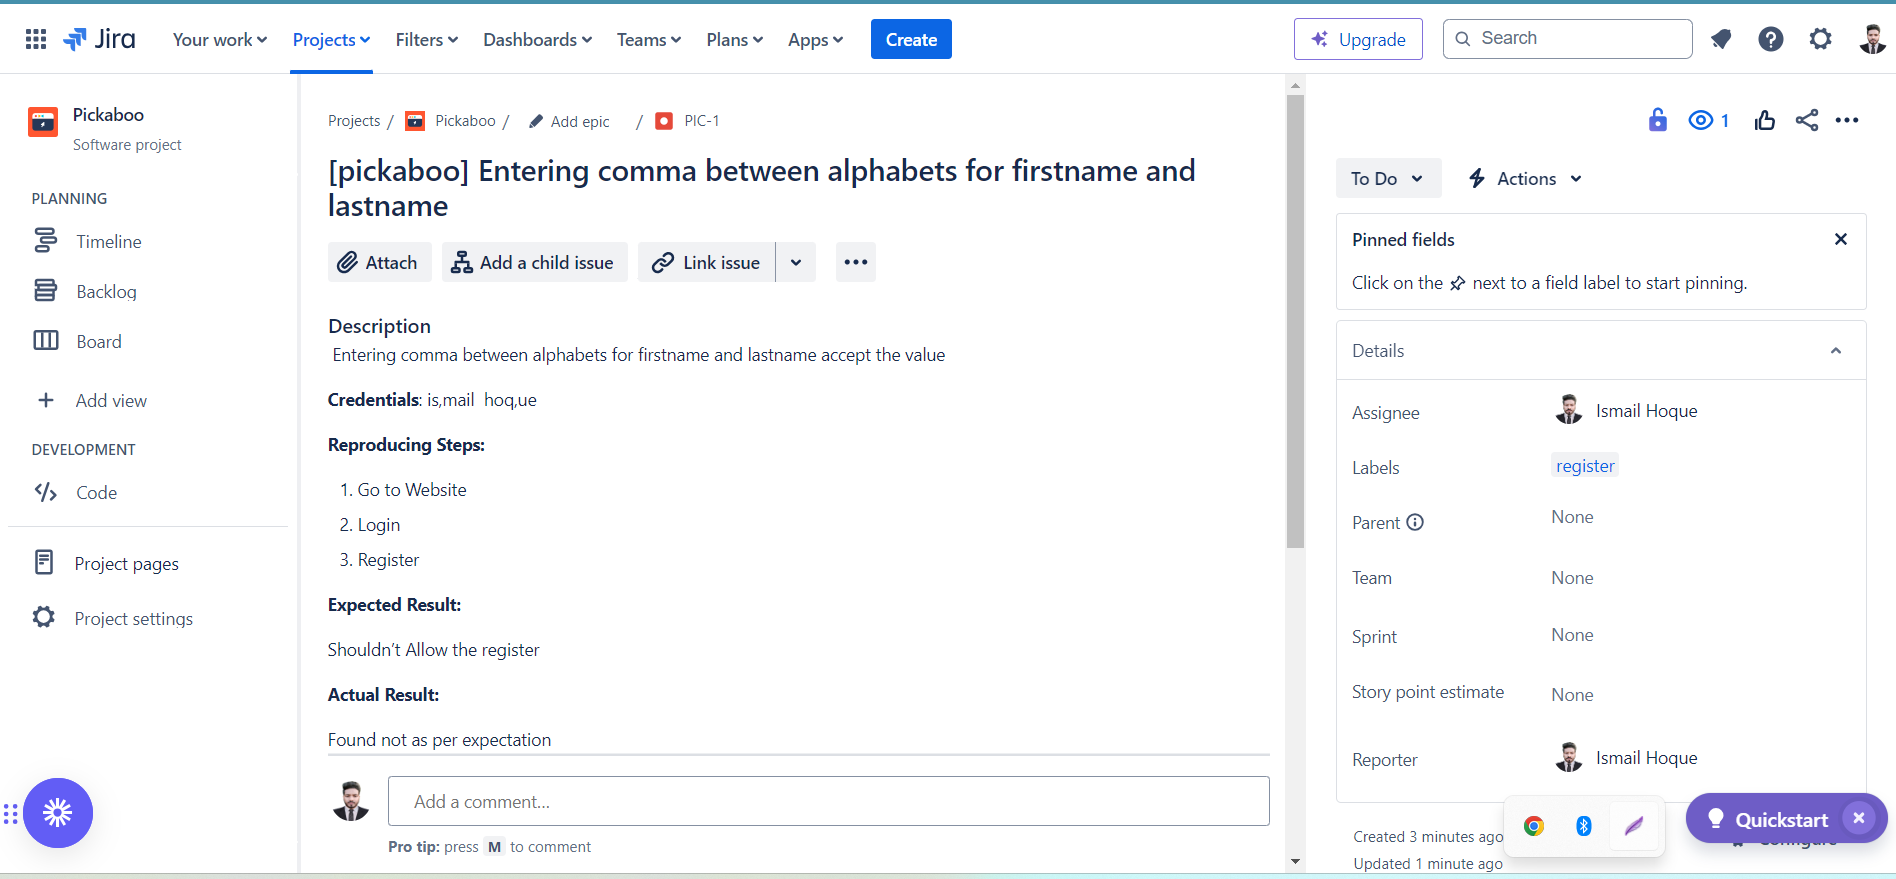 Jira
Your work
Projects
Filters
Dashboards
Teams
Plans
Apps
Create
Upgrade
Search
Pickaboo
Software project
PLANNING
Timeline
Backlog
Board
Add view
DEVELOPMENT
Code
Project pages
Project settings
Projects / Pickaboo / Add epic / PIC-1
[pickaboo] Entering comma between alphabets for firstname and
lastname
Attach
Add a child issue
Link issue
Description
Entering comma between alphabets for firstname and lastname accept the value
Credentials: is,mail hoq,ue
Reproducing Steps:
1. Go to Website
2. Login
3. Register
Expected Result:
Shouldn’t Allow the register
Actual Result:
Found not as per expectation
Add a comment...
Pro tip: press M to comment
1
To Do
Actions
Pinned fields
Click on the next to a field label to start pinning.
Details
Assignee Ismail Hoque
Labels register
Parent None
Team None
Sprint None
Story point estimate None
Reporter Ismail Hoque
Created 3 minutes ago
Updated 1 minute ago
Quickstart
Configure